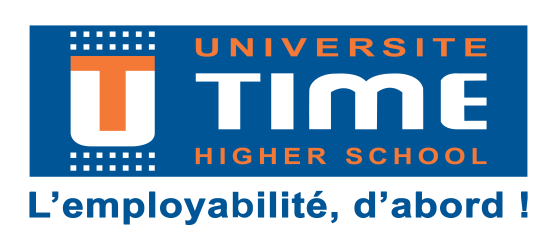 UNIVERSITE
TIME
HIGHER SCHOOL
L'employabilité, d'abord !